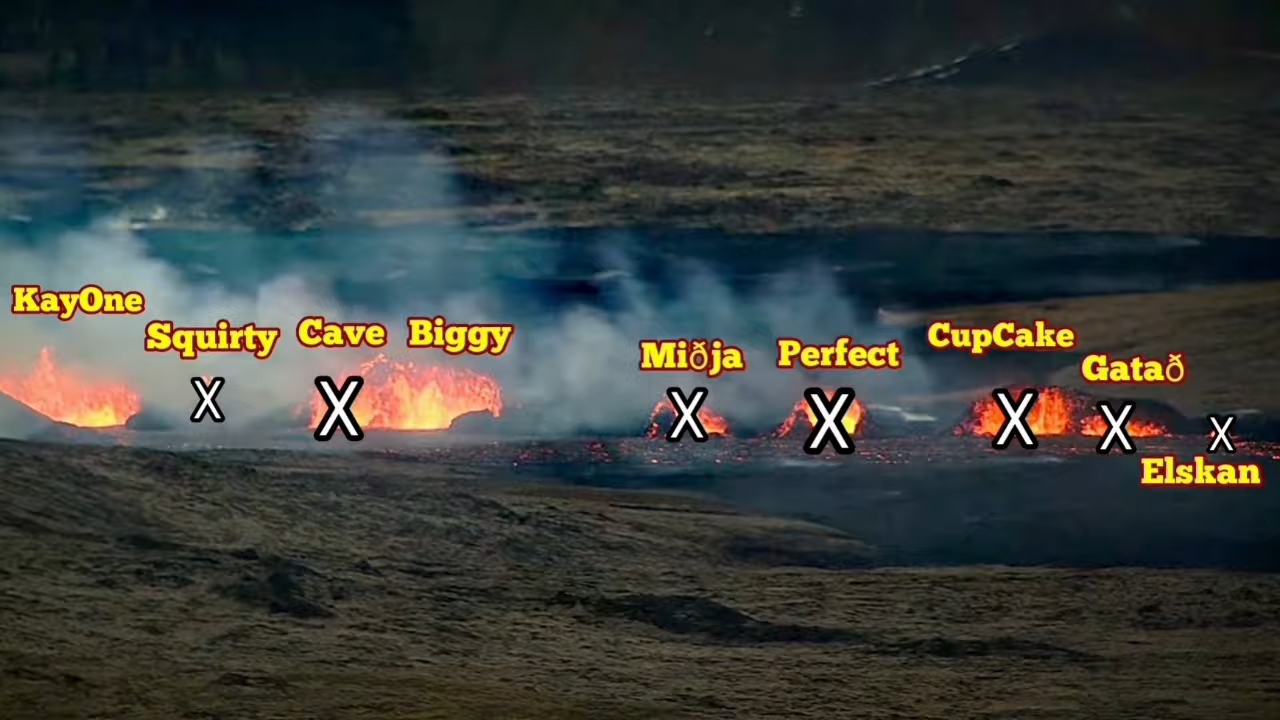 KayOne
Squirty
Cave
Biggy
Miðja
Perfect
CupCake
Gatað
Elskan
X
X
X
X
X
X
X